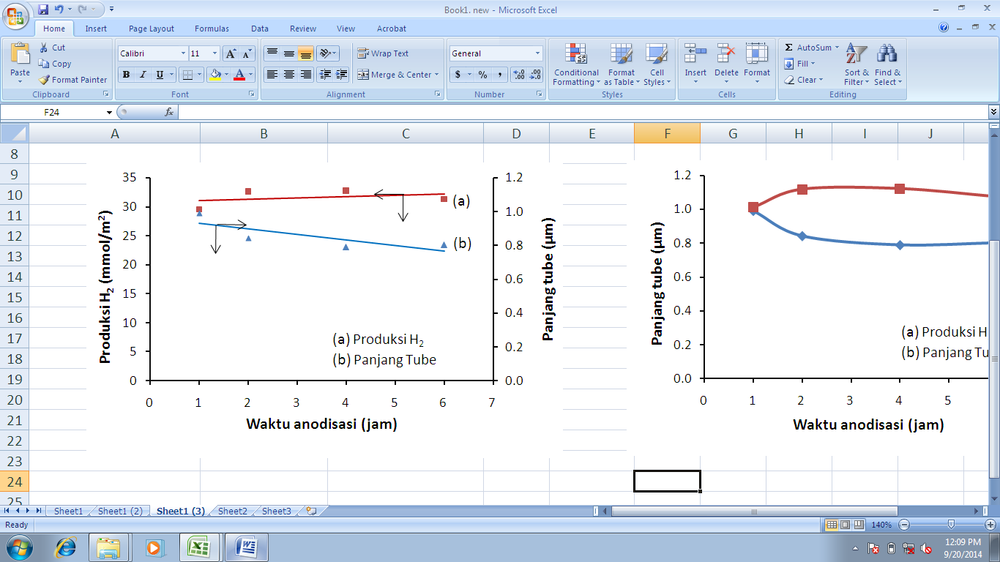 Book1. new - Microsoft Excel
Home Insert Page Layout Formulas Data Review View Acrobat
Paste
Cut
Copy
Format Painter
Clipboard
Calibri 11
B I U
Font
Wrap Text
Merge & Center
Alignment
General
$ % ,
Number
Conditional Formatting
Format as Table
Cell Styles
Styles
Insert Delete Format
Cells
Σ AutoSum
Fill
Clear
Sort & Filter
Find & Select
Editing
F24 fx
A B C D E F G H I J
8
9
10
11
12
13
14
15
16
17
18
19
20
21
22
23
24
25
Produksi H₂ (mmol/m²)
35
30
25
20
15
10
5
0
0 1 2 3 4 5 6 7
Waktu anodisasi (jam)
(a)
(b)
(a) Produksi H₂
(b) Panjang Tube
1.2
1.0
0.8
0.6
0.4
0.2
0.0
Panjang tube (µm)
Panjang tube (µm)
1.2
1.0
0.8
0.6
0.4
0.2
0.0
0 1 2 3 4 5
Waktu anodisasi (jam)
(a) Produksi H
(b) Panjang Tu
Sheet1 Sheet1 (2) Sheet1 (3) Sheet2 Sheet3
Ready 140%
12:09 PM
9/20/2014